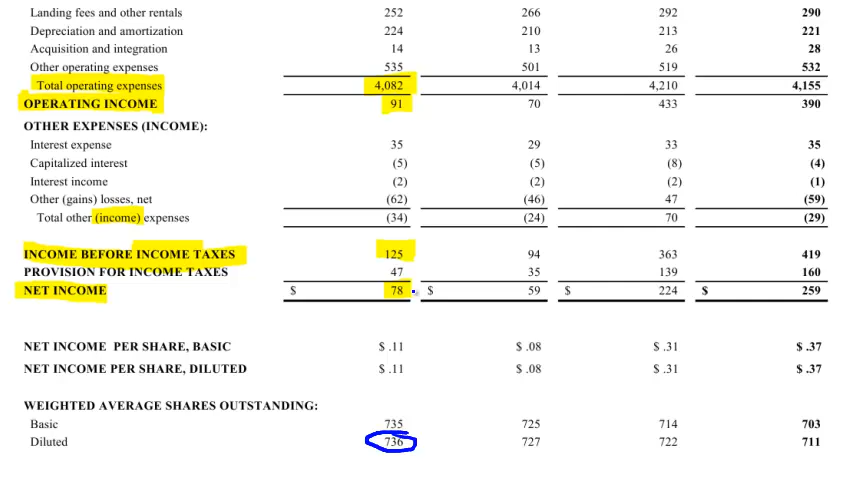 Landing fees and other rentals 252 266 292 290
Depreciation and amortization 224 210 213 221
Acquisition and integration 14 13 26 28
Other operating expenses 535 501 519 532
Total operating expenses 4,082 4,014 4,210 4,155
OPERATING INCOME 91 70 433 390
OTHER EXPENSES (INCOME):
Interest expense 35 29 33 35
Capitalized interest (5) (5) (8) (4)
Interest income (2) (2) (2) (1)
Other (gains) losses, net (62) (46) 47 (59)
Total other (income) expenses (34) (24) 70 (29)
INCOME BEFORE INCOME TAXES 125 94 363 419
PROVISION FOR INCOME TAXES 47 35 139 160
NET INCOME $ 78 $ 59 $ 224 $ 259
NET INCOME PER SHARE, BASIC $ .11 $ .08 $ .31 $ .37
NET INCOME PER SHARE, DILUTED $ .11 $ .08 $ .31 $ .37
WEIGHTED AVERAGE SHARES OUTSTANDING:
Basic 735 725 714 703
Diluted 736 727 722 711